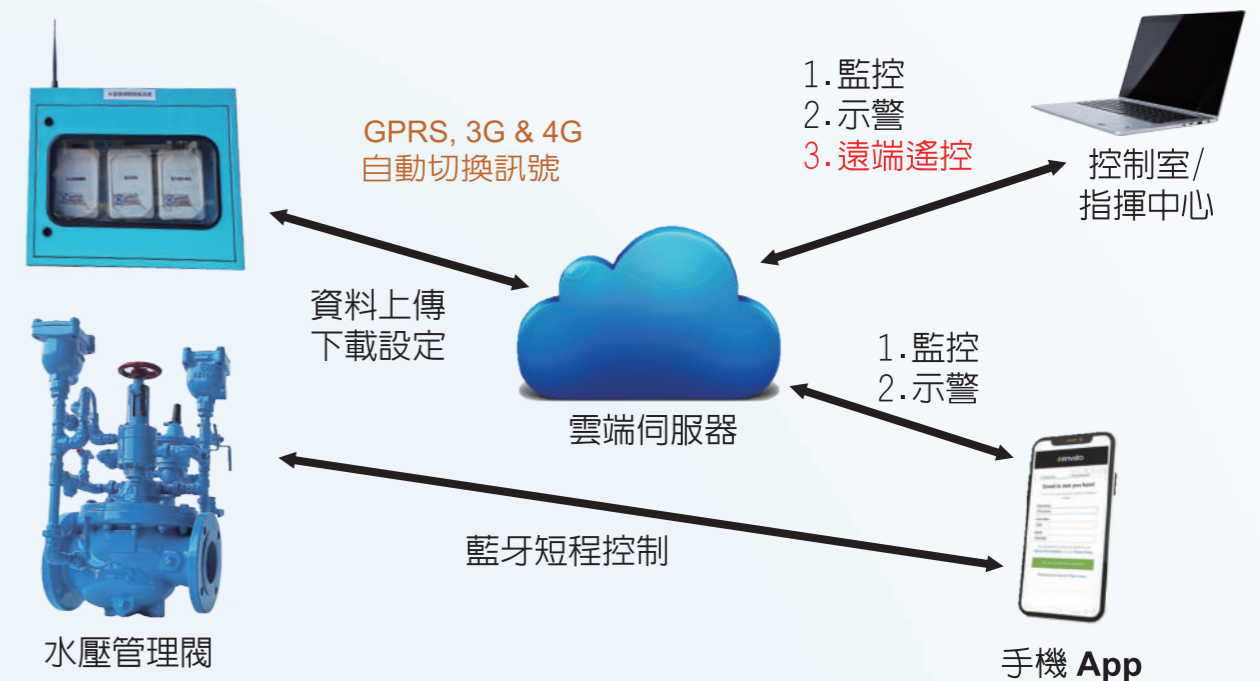 GPRS, 3G & 4G
自動切換訊號
1.監控
2.示警
3.遠端遙控
控制室/
指揮中心
資料上傳
下載設定
雲端伺服器
1.監控
2.示警
藍牙短程控制
水壓管理閥
envato
手機 App